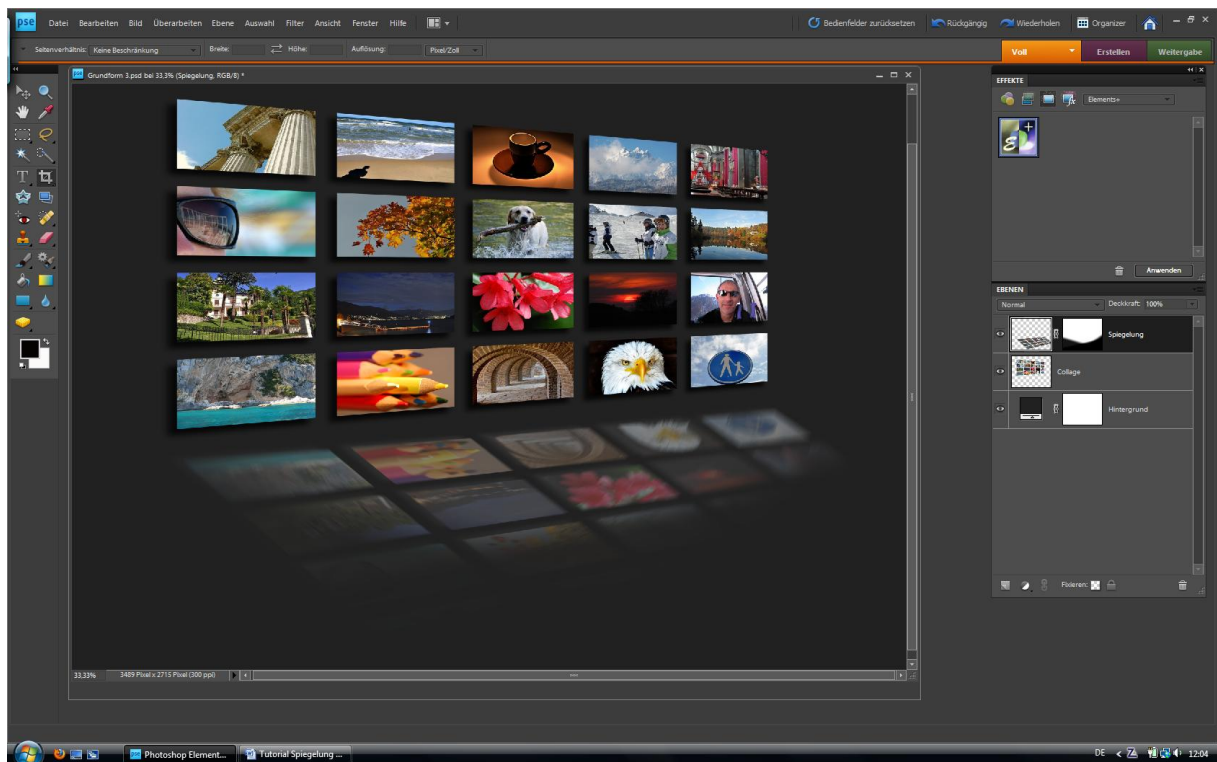 pse Datei Bearbeiten Bild Überarbeiten Ebene Auswahl Filter Ansicht Fenster Hilfe Bedienfelder zurücksetzen Rückgängig Wiederholen Organizer
Seitenverhältnis: Keine Beschränkung Breite: Höhe: Auflösung: Pixel/Zoll Voll Erstellen Weitergabe
Grundform 3.psd bei 33,3% (Spiegelung, RGB/8) *
EFFEKTE
Elements+
Anwenden
EBENEN
Normal Deckkraft: 100%
Spiegelung
Collage
Hintergrund
Fixieren:
33,33% 3489 Pixel x 2715 Pixel (300 ppi)
Photoshop Element... Tutorial Spiegelung ... DE 12:04